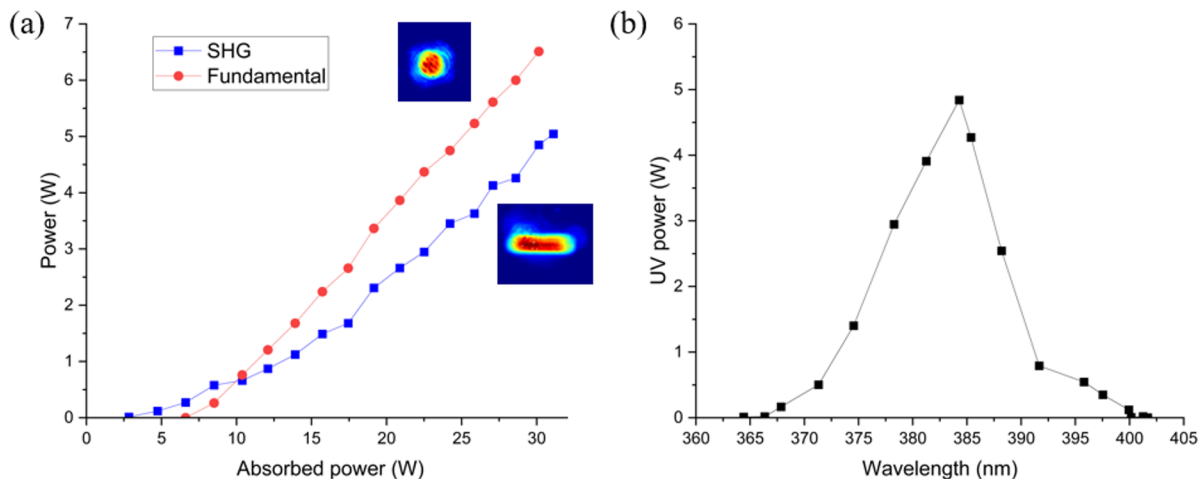 (a)
7
6
5
4
3
2
1
0
Power (W)
SHG
Fundamental
0 5 10 15 20 25 30
Absorbed power (W)
(b)
6
5
4
3
2
1
0
UV power (W)
360 365 370 375 380 385 390 395 400 405
Wavelength (nm)